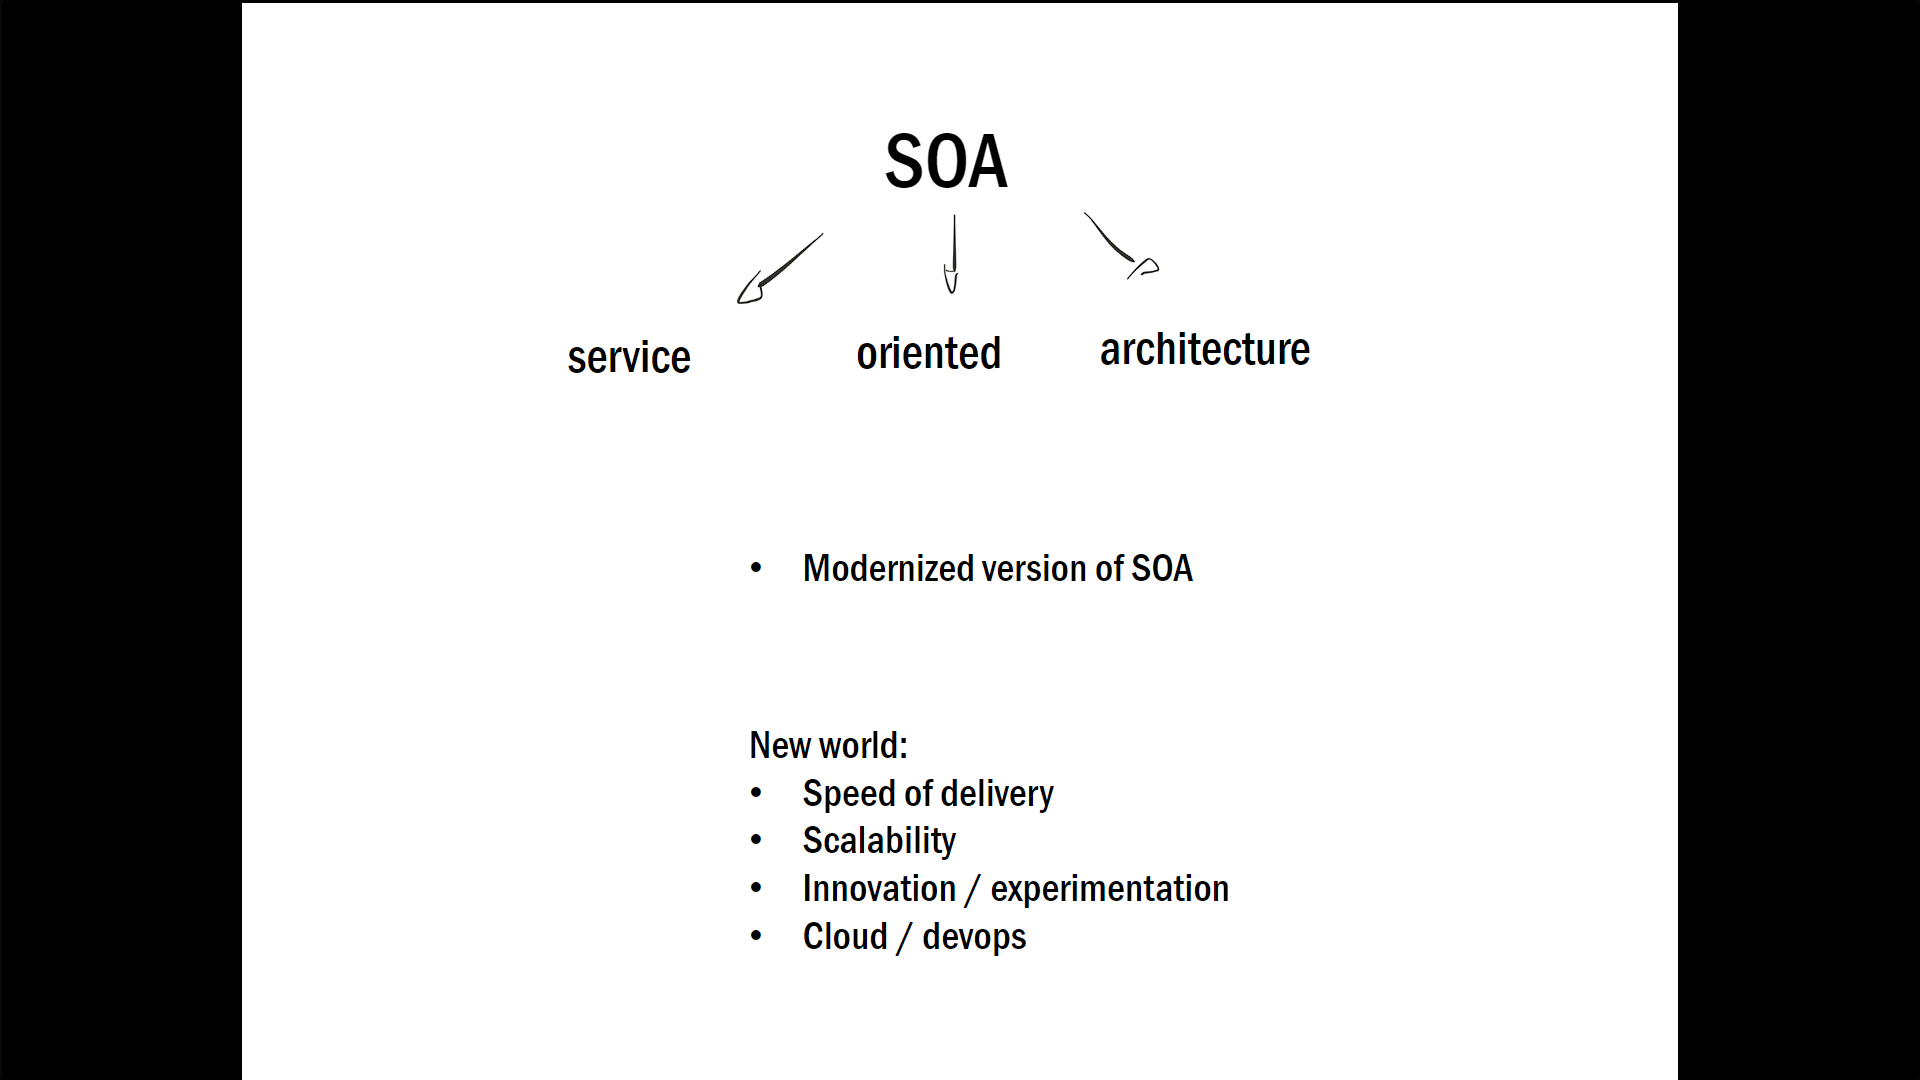 SOA
service oriented architecture
• Modernized version of SOA
New world:
• Speed of delivery
• Scalability
• Innovation / experimentation
• Cloud / devops